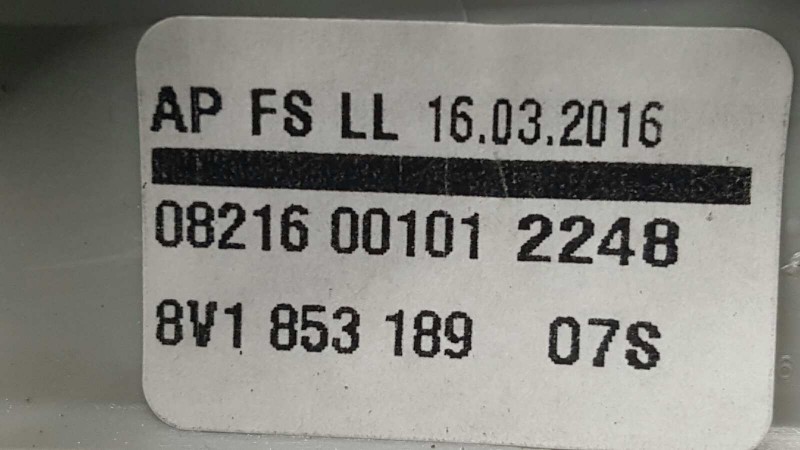 AP FS LL 16.03.2016
08216 00101 2248
8V1 853 189 07S